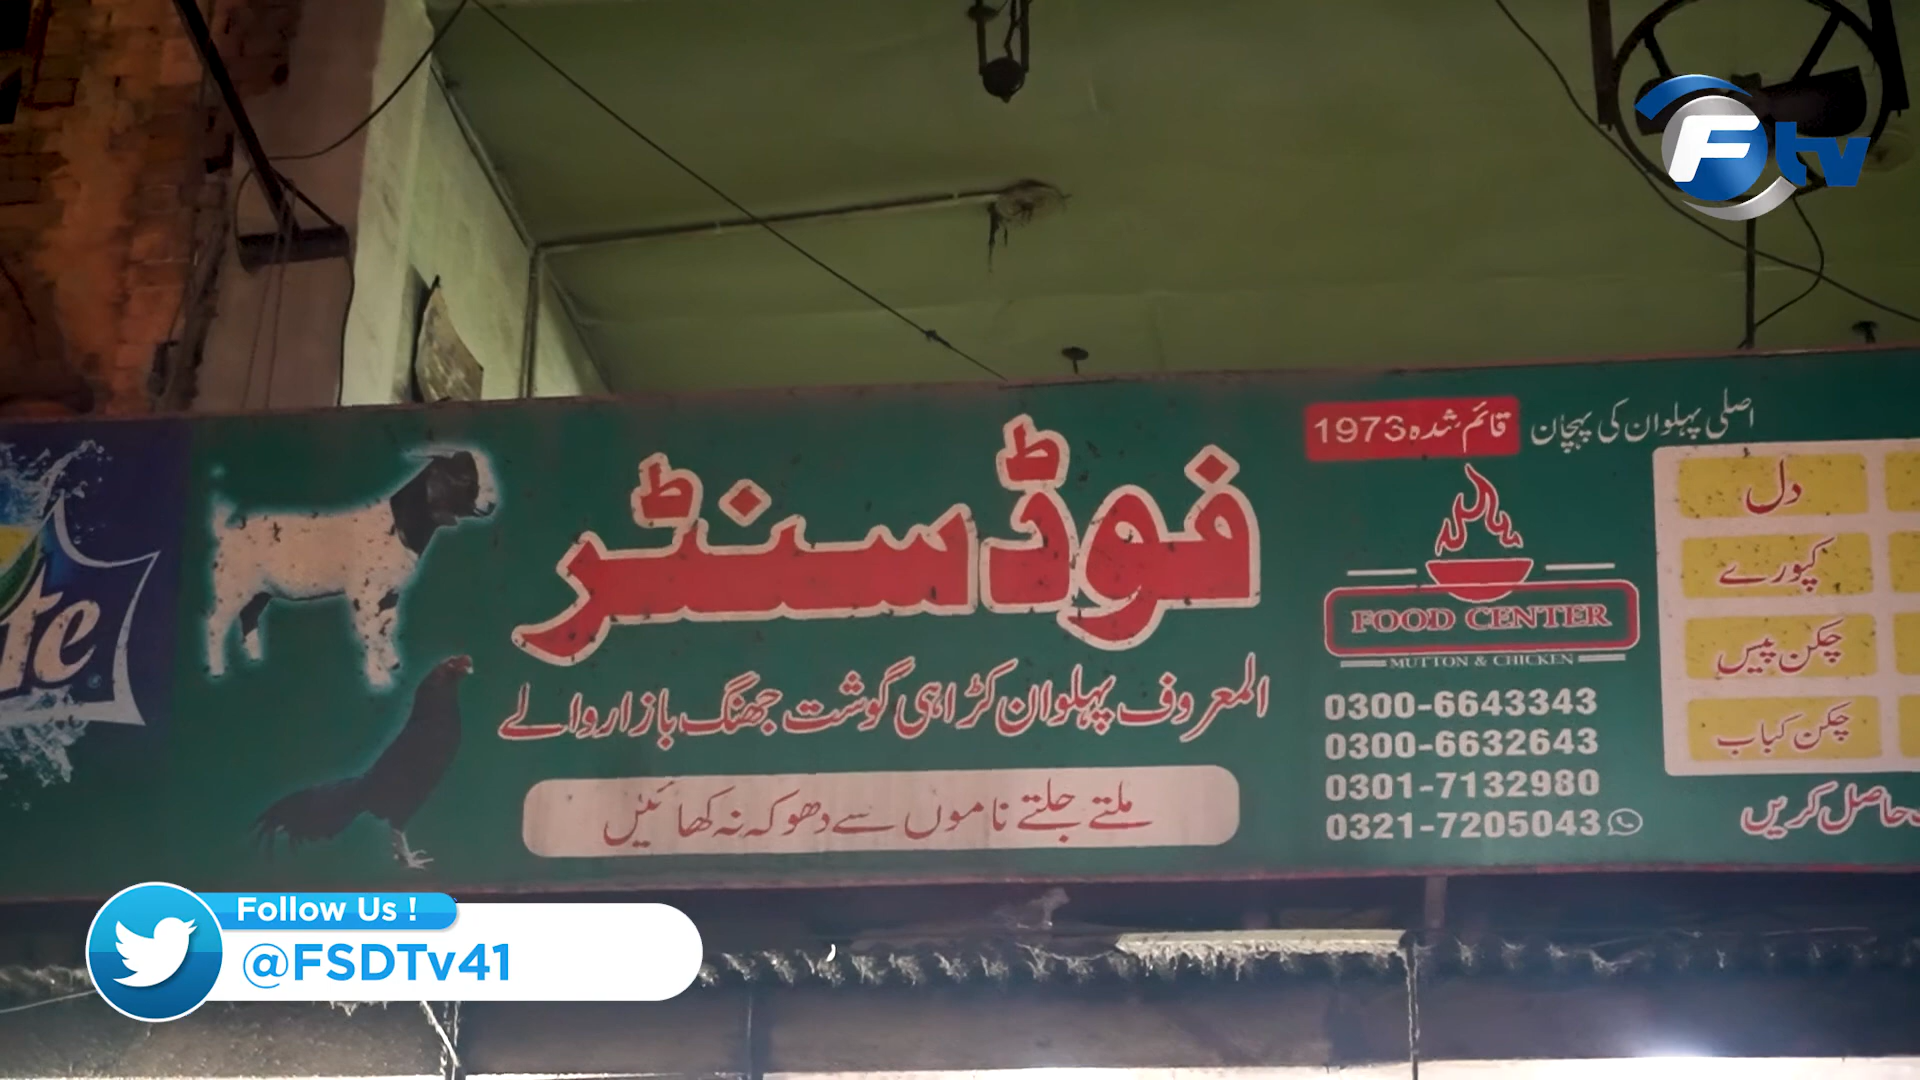 Ftv
اصلی پہلوان کی پہچان
قائم شدہ 1973
فوڈ سنٹر
المعروف پہلوان کڑاہی گوشت جھنگ بازار والے
ملتے جلتے ناموں سے دھوکہ نہ کھائیں
FOOD CENTER
MUTTON & CHICKEN
0300-6643343
0300-6632643
0301-7132980
0321-7205043
دل
کپورے
چکن پیس
چکن کباب
حاصل کریں
te
Follow Us !
@FSDTv41